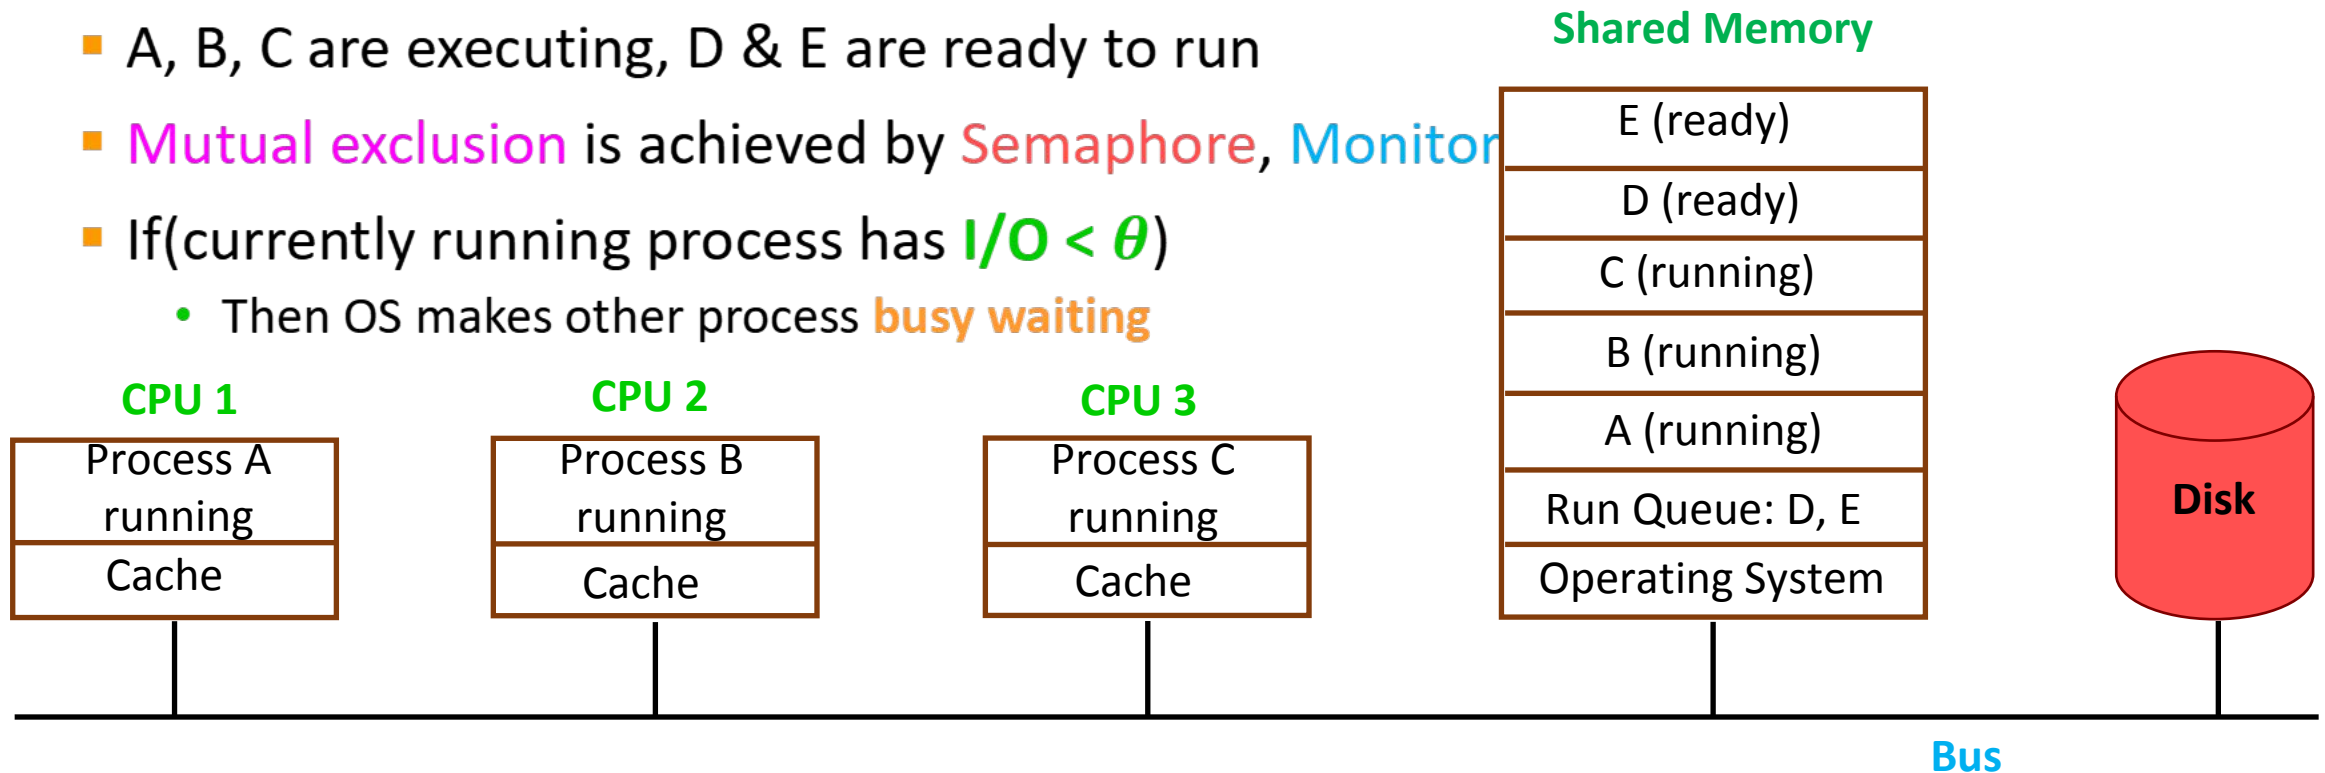 A, B, C are executing, D & E are ready to run
Mutual exclusion is achieved by Semaphore, Monitor
If(currently running process has I/O < θ)
Then OS makes other process busy waiting
CPU 1
Process A
running
Cache
CPU 2
Process B
running
Cache
CPU 3
Process C
running
Cache
Shared Memory
E (ready)
D (ready)
C (running)
B (running)
A (running)
Run Queue: D, E
Operating System
Disk
Bus